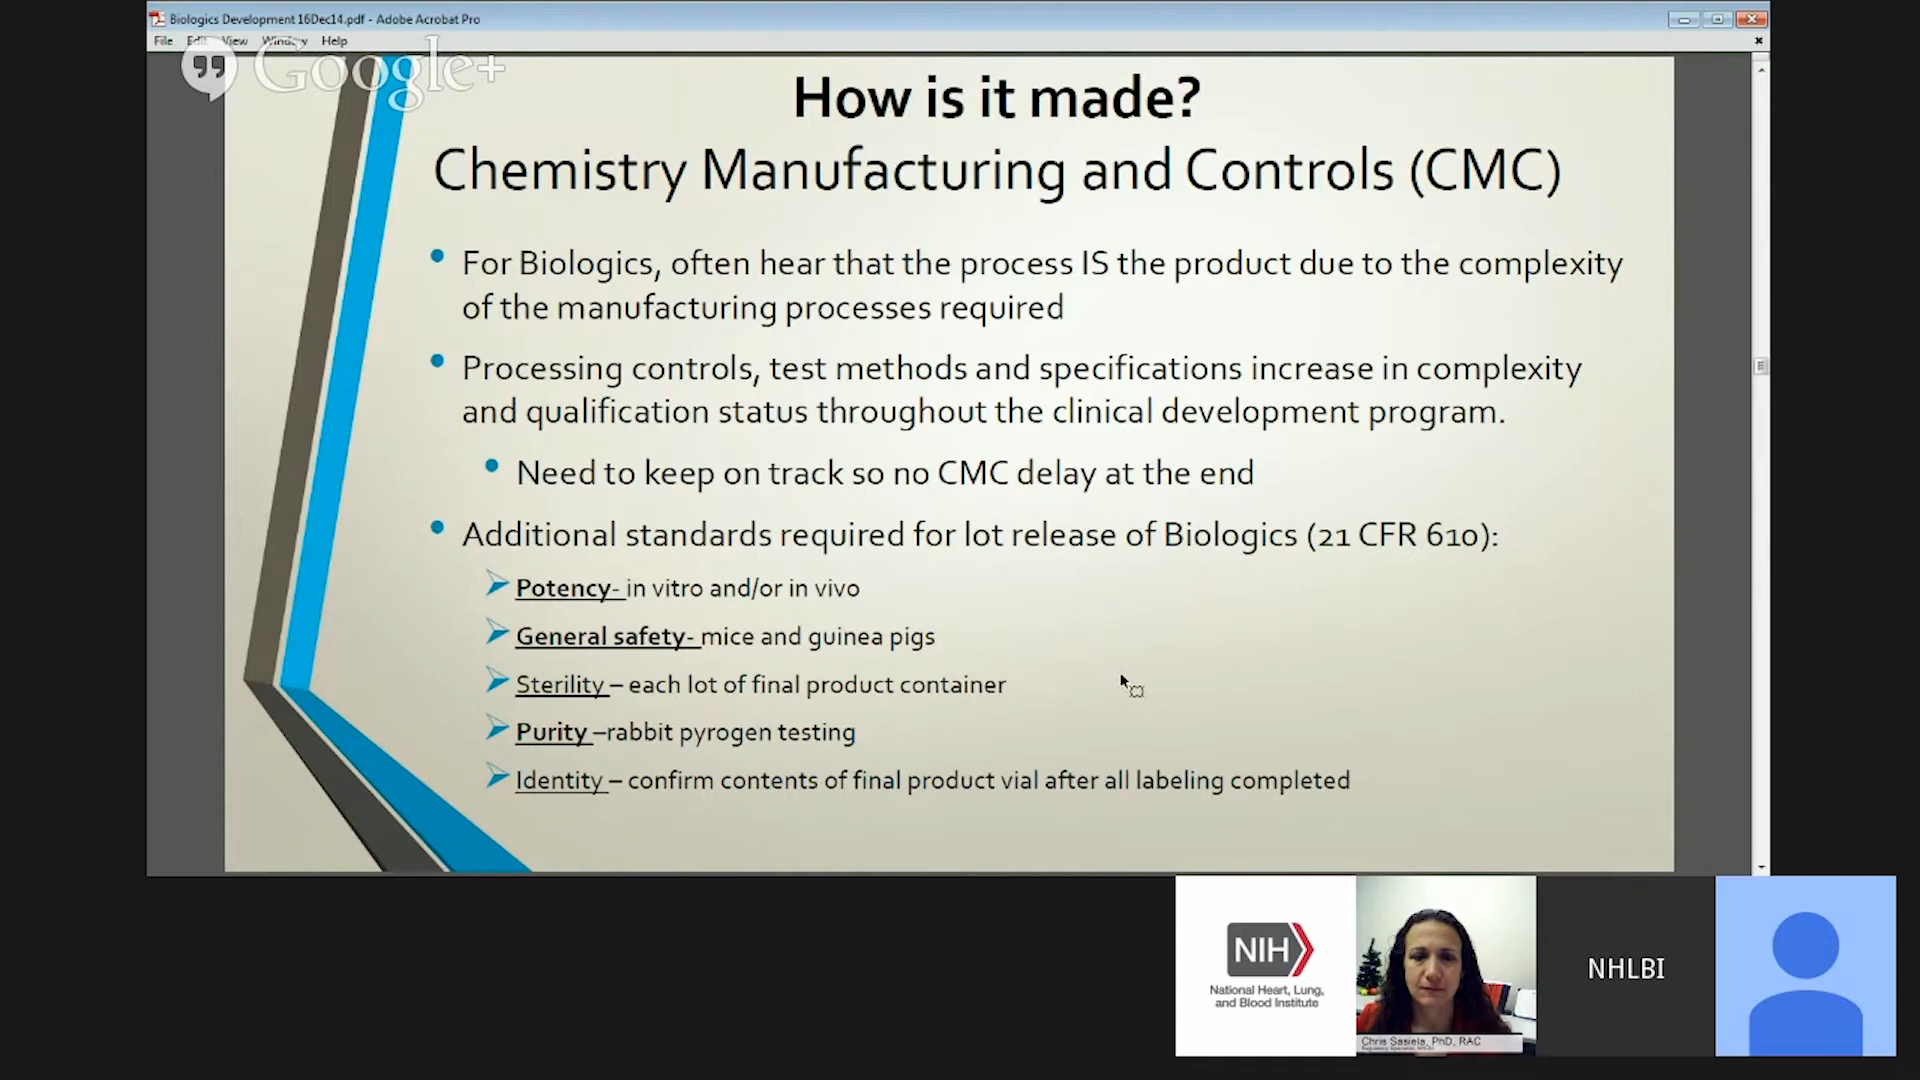 Biologics Development 16Dec14.pdf - Adobe Acrobat Pro
File Edit View Window Help
Google+
How is it made?
Chemistry Manufacturing and Controls (CMC)
• For Biologics, often hear that the process IS the product due to the complexity
of the manufacturing processes required
• Processing controls, test methods and specifications increase in complexity
and qualification status throughout the clinical development program.
• Need to keep on track so no CMC delay at the end
• Additional standards required for lot release of Biologics (21 CFR 610):
Potency- in vitro and/or in vivo
General safety- mice and guinea pigs
Sterility – each lot of final product container
Purity –rabbit pyrogen testing
Identity – confirm contents of final product vial after all labeling completed
NIH
National Heart, Lung,
and Blood Institute
Chris Sasiela, PhD, RAC
NHLBI